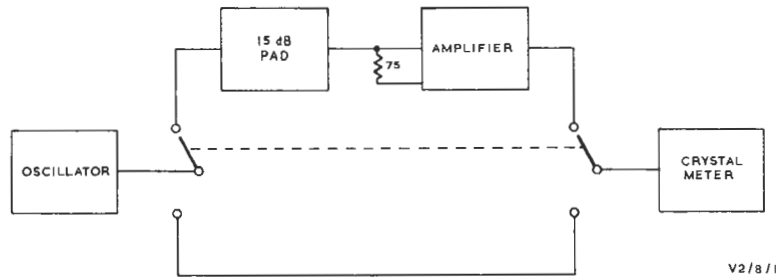 15 dB
PAD
75
AMPLIFIER
OSCILLATOR
CRYSTAL
METER
V2/8/1